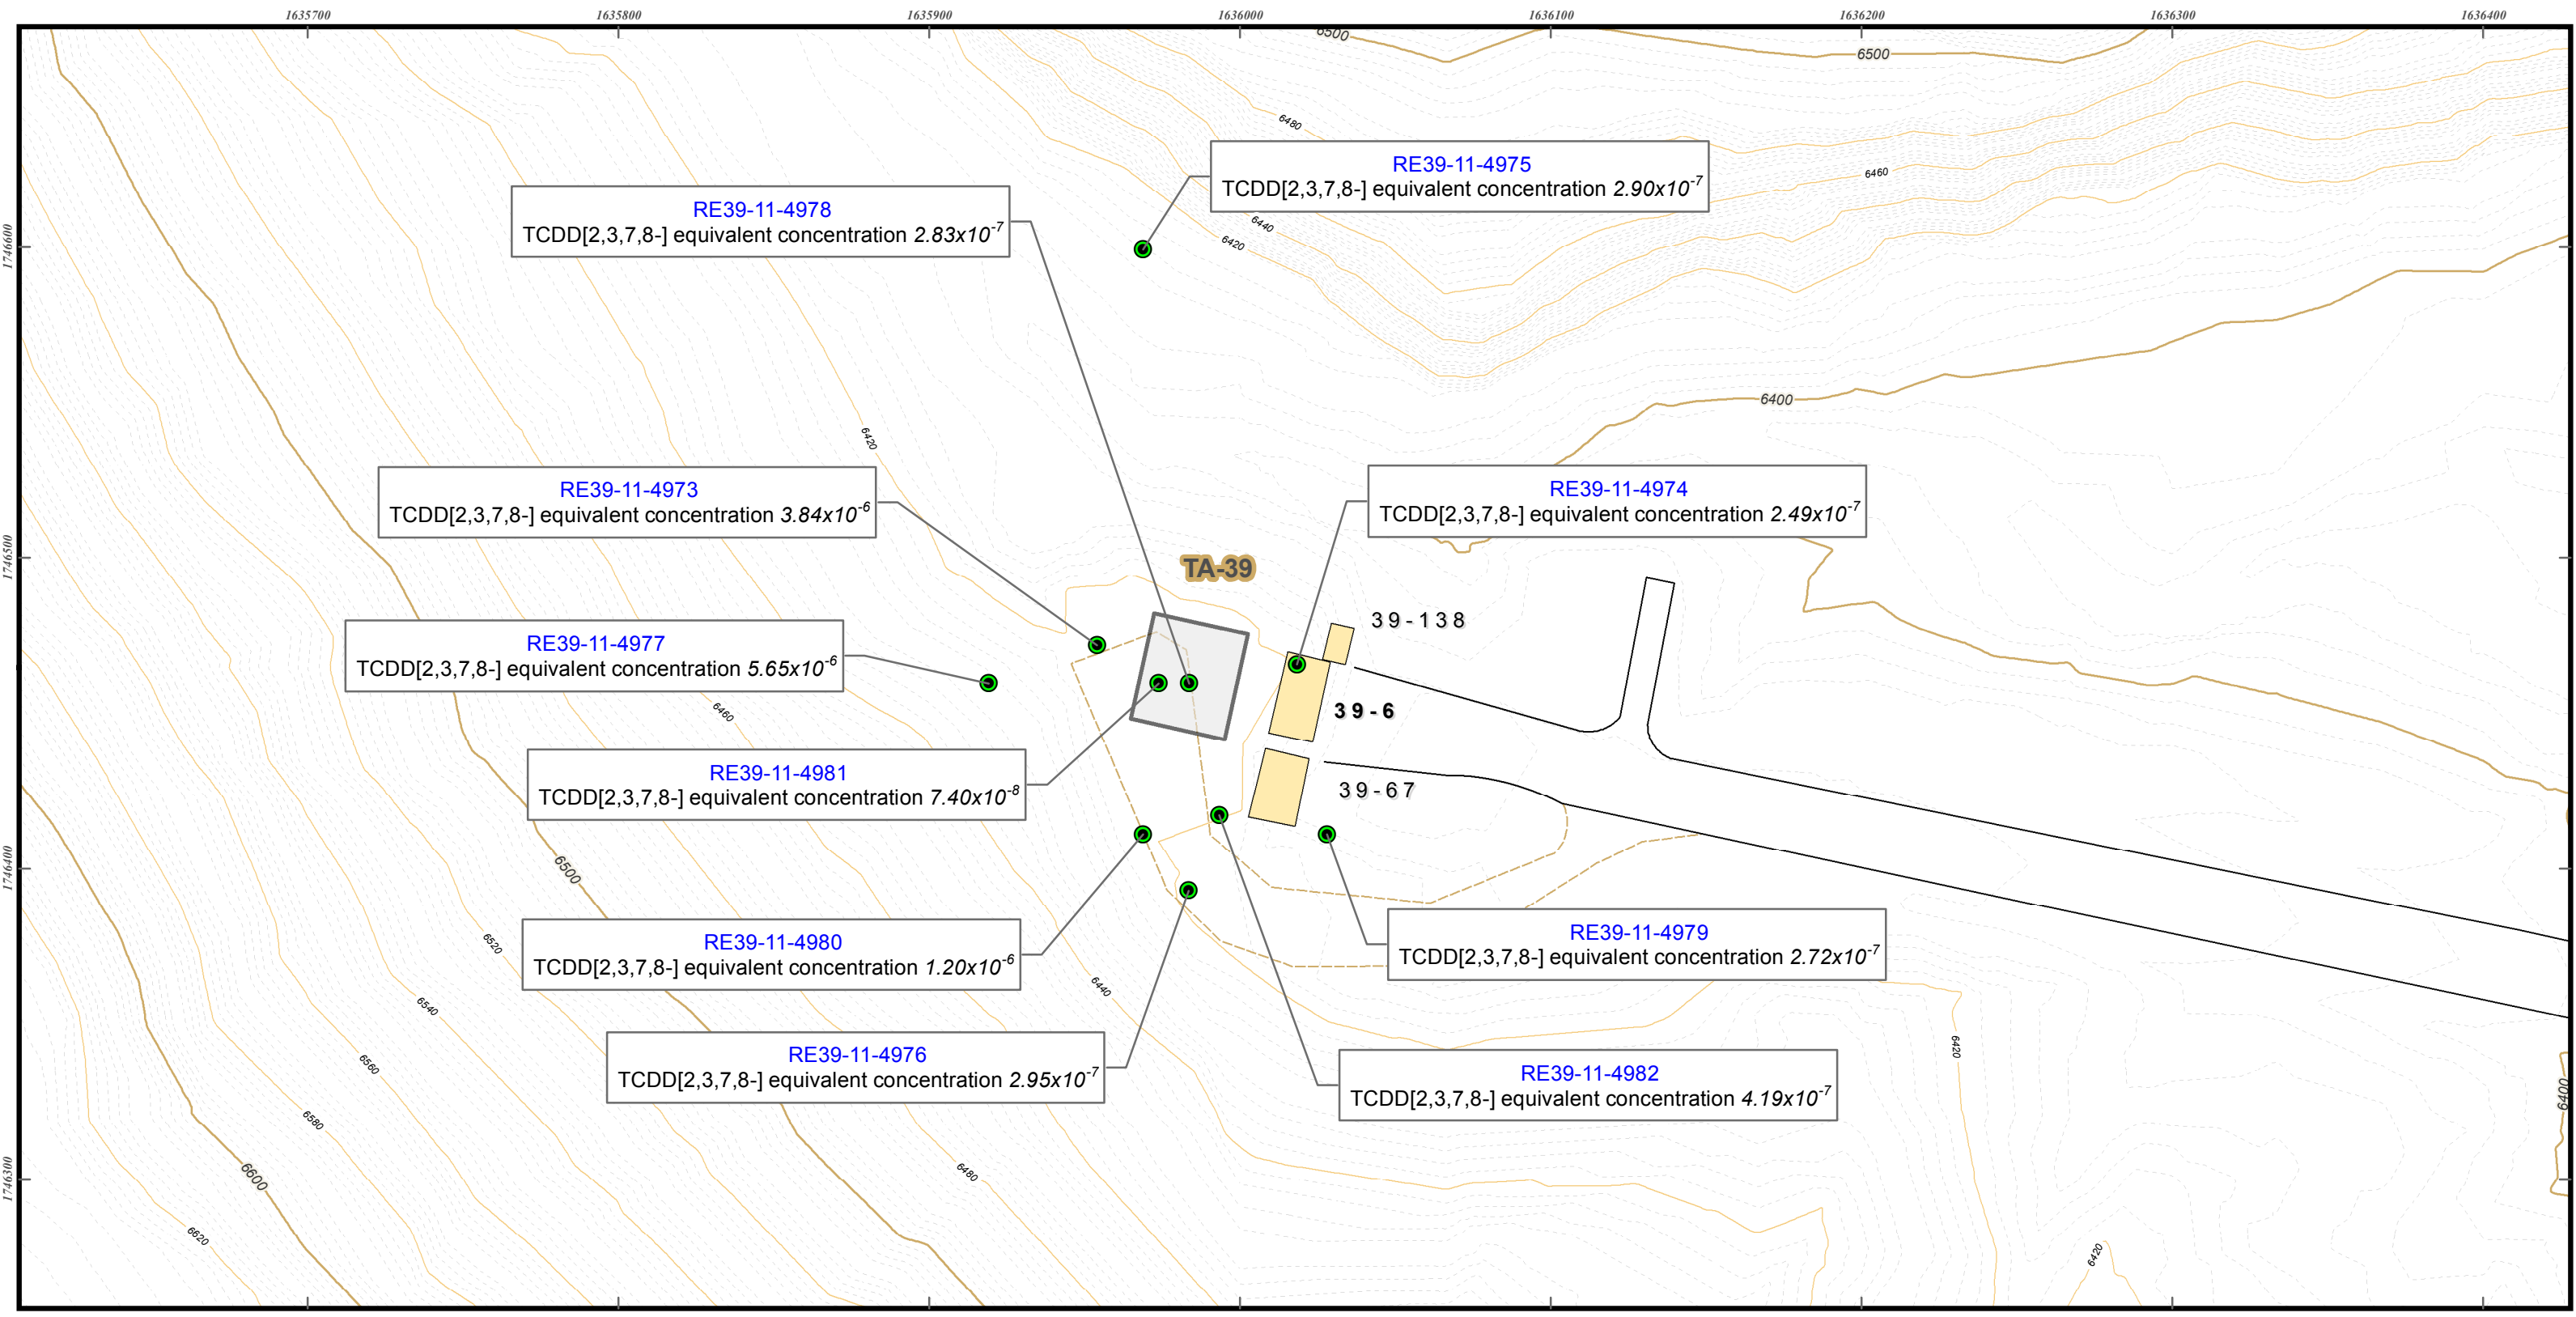 1635700 1635800 1635900 1636000 1636100 1636200 1636300 1636400
6500
6500
6480
RE39-11-4975
TCDD[2,3,7,8-] equivalent concentration 2.90x10^-7
6460
RE39-11-4978
TCDD[2,3,7,8-] equivalent concentration 2.83x10^-7
6440
6420
1746600
6400
6420
RE39-11-4973
TCDD[2,3,7,8-] equivalent concentration 3.84x10^-6
RE39-11-4974
TCDD[2,3,7,8-] equivalent concentration 2.49x10^-7
1746500
TA-39
39-138
RE39-11-4977
TCDD[2,3,7,8-] equivalent concentration 5.65x10^-6
6460
39-6
RE39-11-4981
TCDD[2,3,7,8-] equivalent concentration 7.40x10^-8
39-67
1746400
6500
RE39-11-4980
TCDD[2,3,7,8-] equivalent concentration 1.20x10^-6
6520
RE39-11-4979
TCDD[2,3,7,8-] equivalent concentration 2.72x10^-7
6440
6540
RE39-11-4976
TCDD[2,3,7,8-] equivalent concentration 2.95x10^-7
6420
6560
RE39-11-4982
TCDD[2,3,7,8-] equivalent concentration 4.19x10^-7
6400
6580
1746300
6600
6480
6620
6420